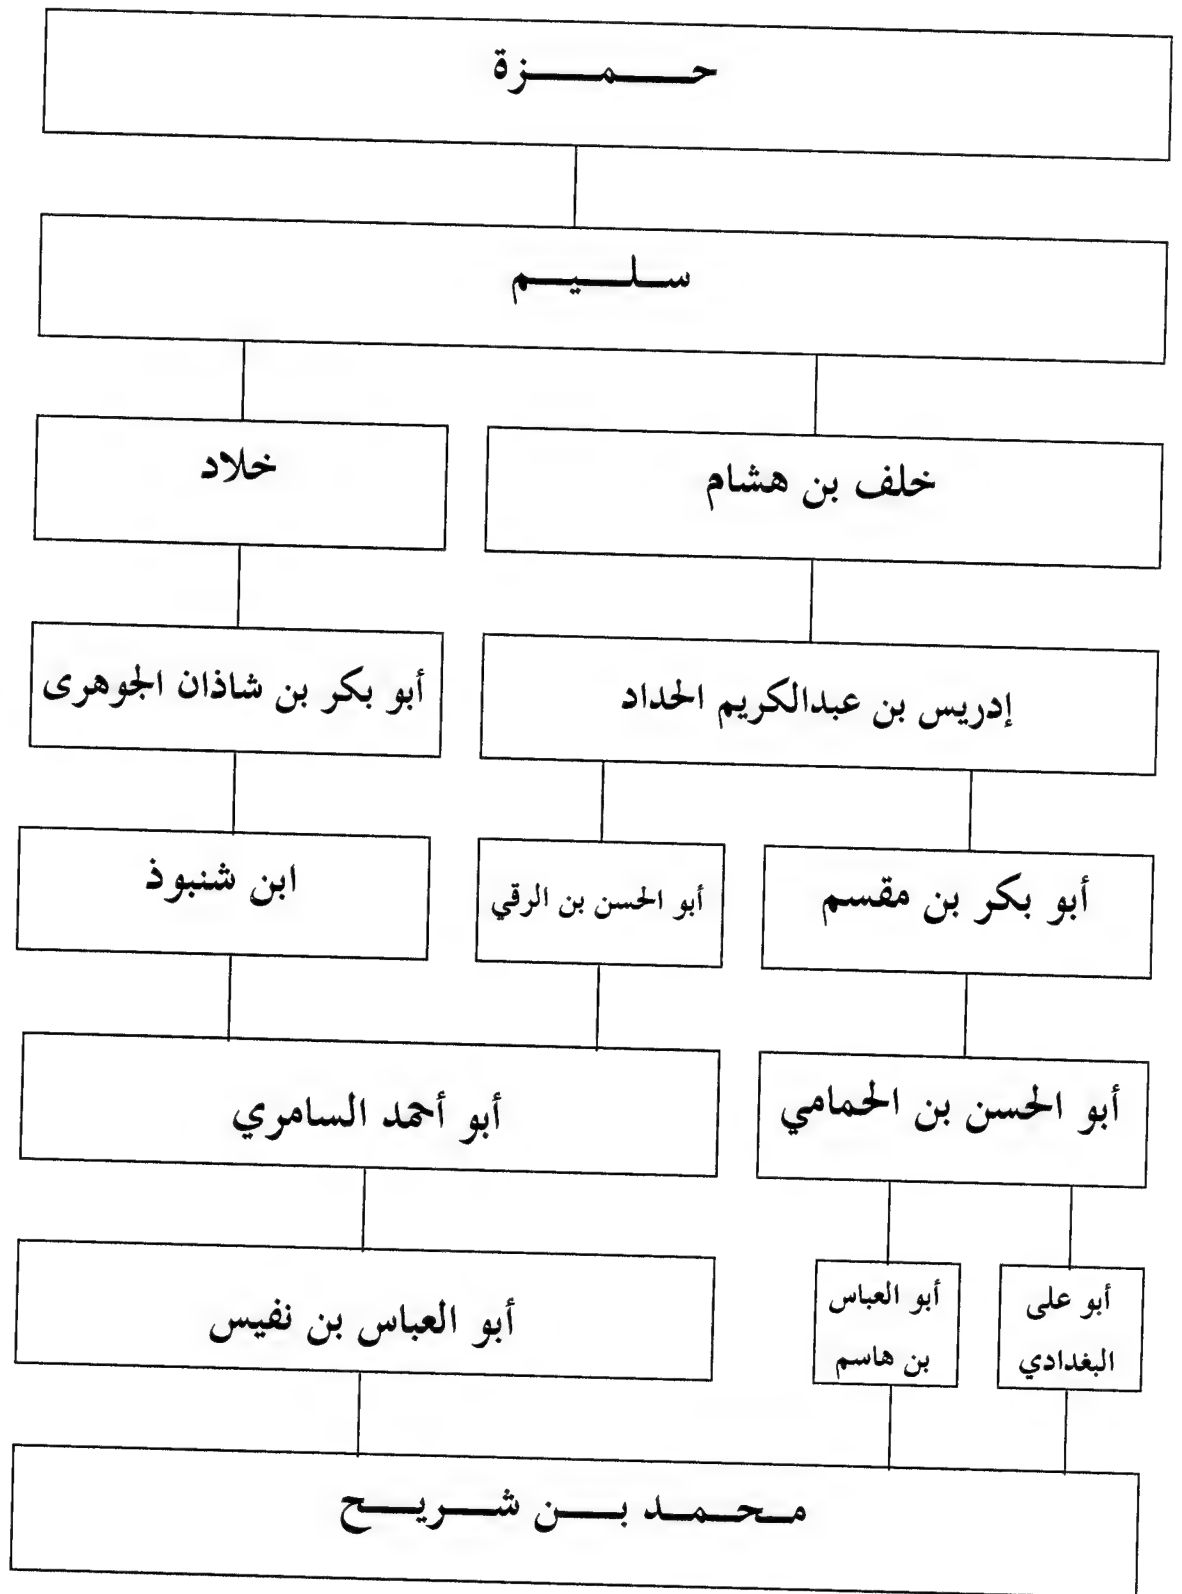 حمزة
سليم
خلف بن هشام
خلاد
إدريس بن عبدالكريم الحداد
أبو بكر بن شاذان الجوهرى
أبو بكر بن مقسم
أبو الحسن بن الرقي
ابن شنبوذ
أبو الحسن بن الحمامي
أبو أحمد السامري
أبو على
البغدادي
أبو العباس
بن هاسم
أبو العباس بن نفيس
محمد بن شريح